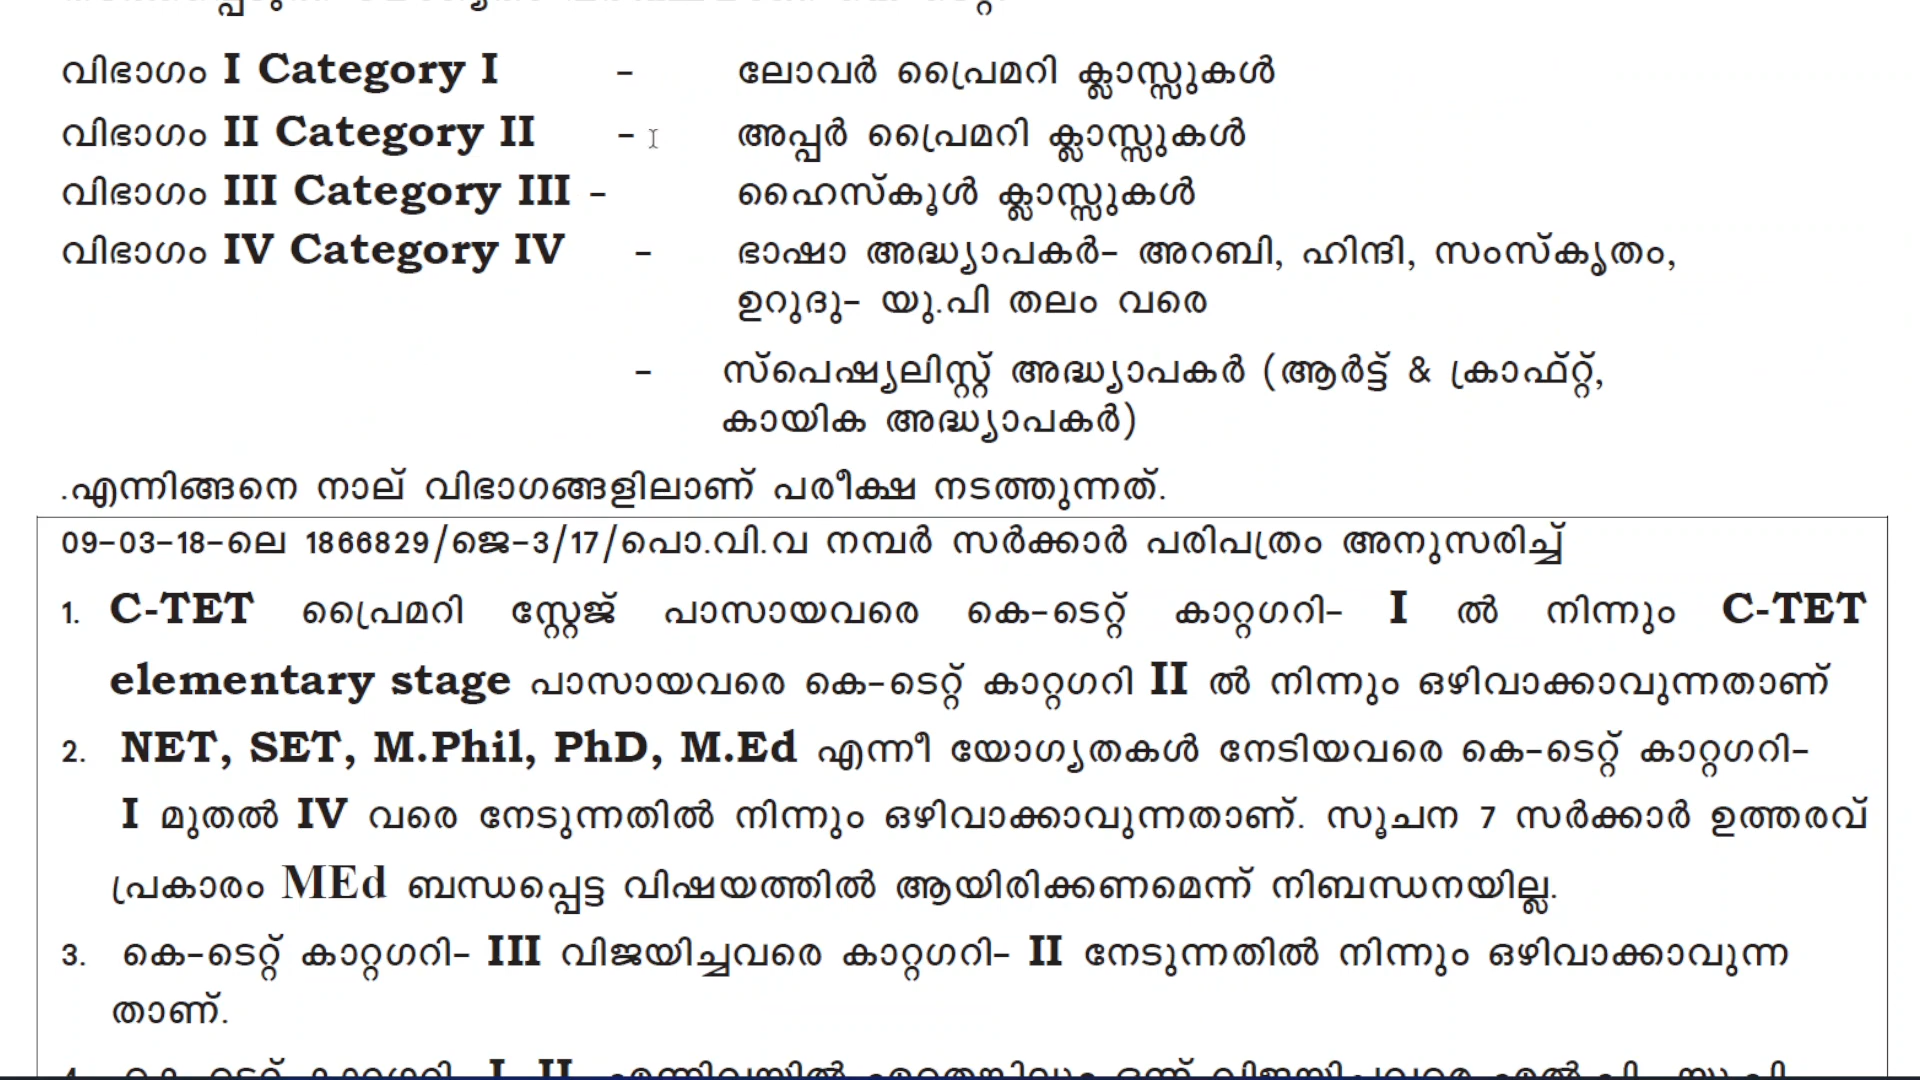 വിഭാഗം I Category I – ലോവർ പ്രൈമറി ക്ലാസ്സുകൾ
വിഭാഗം II Category II – അപ്പർ പ്രൈമറി ക്ലാസ്സുകൾ
വിഭാഗം III Category III – ഹൈസ്കൂൾ ക്ലാസ്സുകൾ
വിഭാഗം IV Category IV – ഭാഷാ അദ്ധ്യാപകർ– അറബി, ഹിന്ദി, സംസ്കൃതം,
ഉറുദു– യു.പി തലം വരെ
– സ്പെഷ്യലിസ്റ്റ് അദ്ധ്യാപകർ (ആർട്ട് & ക്രാഫ്റ്റ്,
കായിക അദ്ധ്യാപകർ)
.എന്നിങ്ങനെ നാല് വിഭാഗങ്ങളിലാണ് പരീക്ഷ നടത്തുന്നത്.
09-03-18-ലെ 1866829/ജെ-3/17/പൊ.വി.വ നമ്പർ സർക്കാർ പരിപത്രം അനുസരിച്ച്
1. C-TET പ്രൈമറി സ്റ്റേജ് പാസായവരെ കെ-ടെറ്റ് കാറ്റഗറി– I ൽ നിന്നും C-TET
elementary stage പാസായവരെ കെ-ടെറ്റ് കാറ്റഗറി II ൽ നിന്നും ഒഴിവാക്കാവുന്നതാണ്
2. NET, SET, M.Phil, PhD, M.Ed എന്നീ യോഗ്യതകൾ നേടിയവരെ കെ-ടെറ്റ് കാറ്റഗറി–
I മുതൽ IV വരെ നേടുന്നതിൽ നിന്നും ഒഴിവാക്കാവുന്നതാണ്. സൂചന 7 സർക്കാർ ഉത്തരവ്
പ്രകാരം MEd ബന്ധപ്പെട്ട വിഷയത്തിൽ ആയിരിക്കണമെന്ന് നിബന്ധനയില്ല.
3. കെ-ടെറ്റ് കാറ്റഗറി– III വിജയിച്ചവരെ കാറ്റഗറി– II നേടുന്നതിൽ നിന്നും ഒഴിവാക്കാവുന്ന
താണ്.